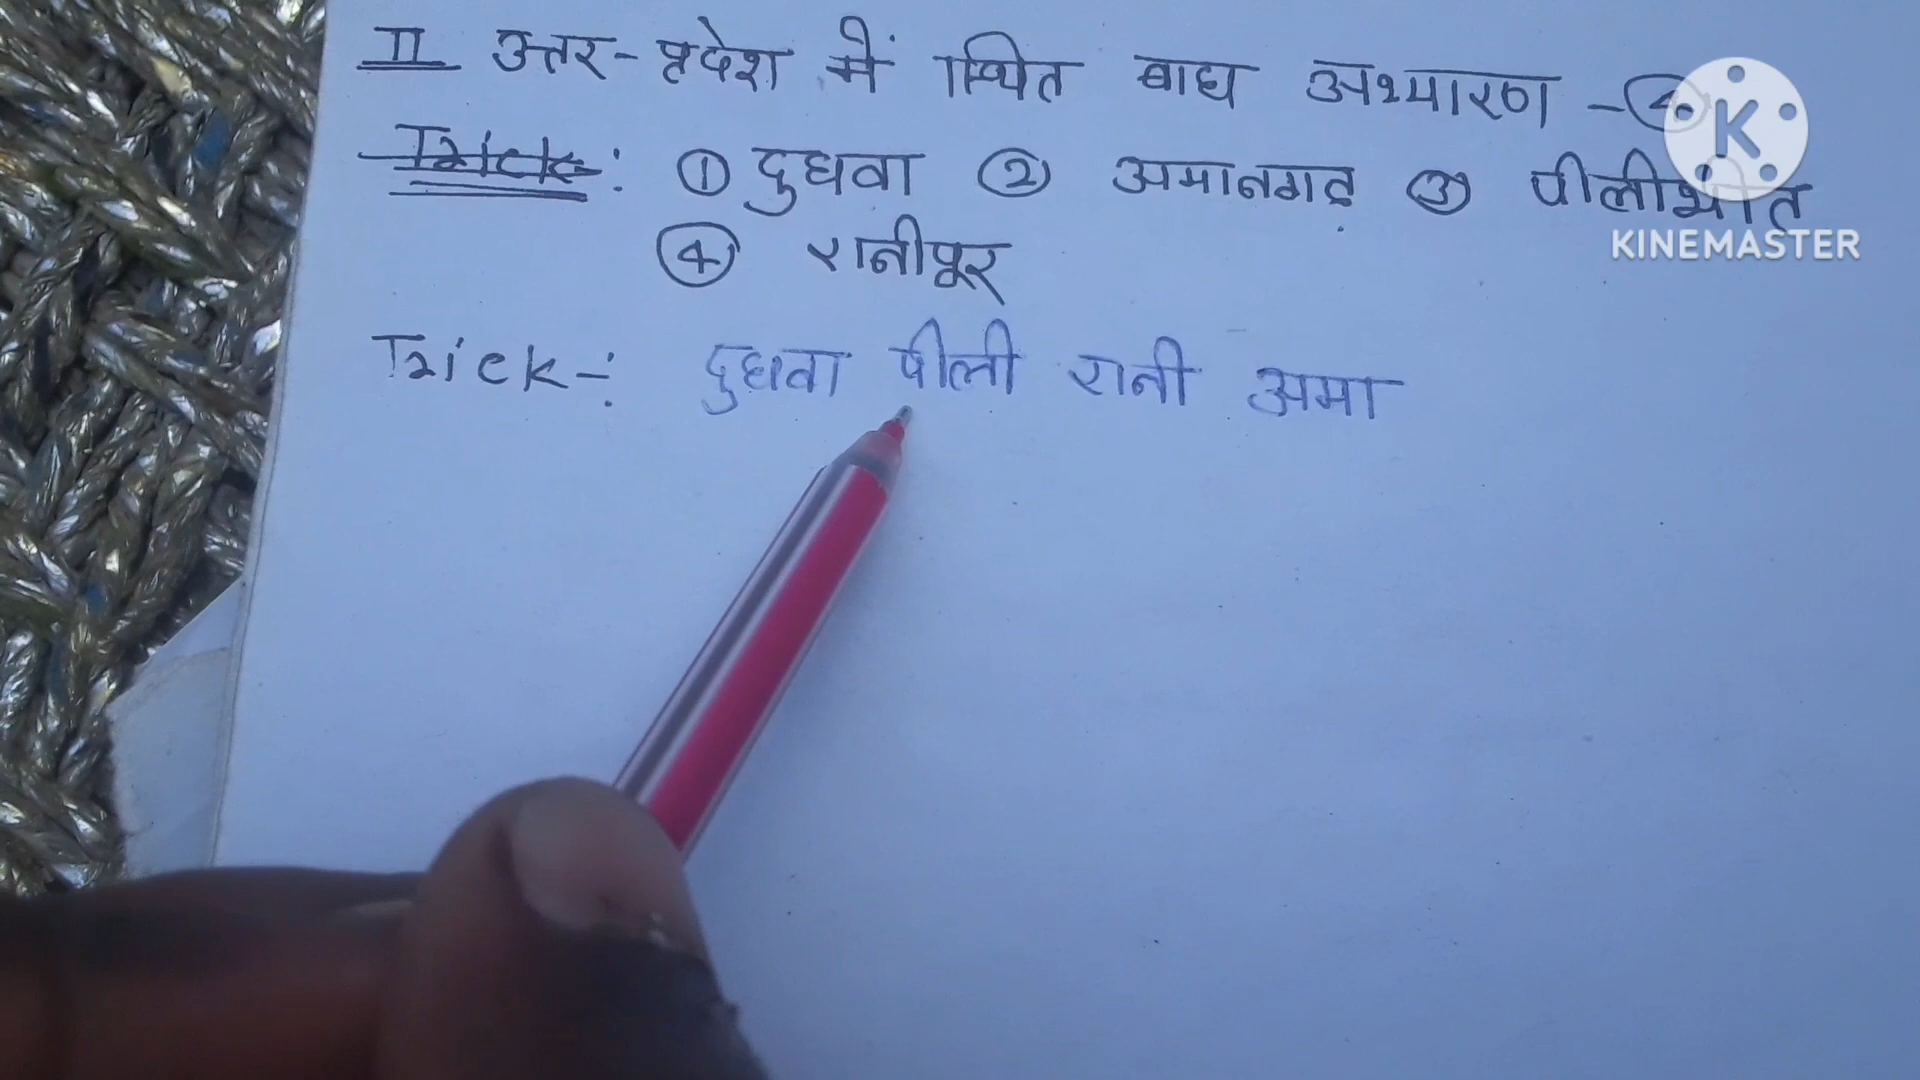 II उत्तर-प्रदेश में स्थित बाघ अभ्यारण -④
Trick: ① दुधवा ② अमानगढ़ ③ पीलीभीत
④ रानीपूर
Trick-: दुधवा पीली रानी अमा
K
KINEMASTER